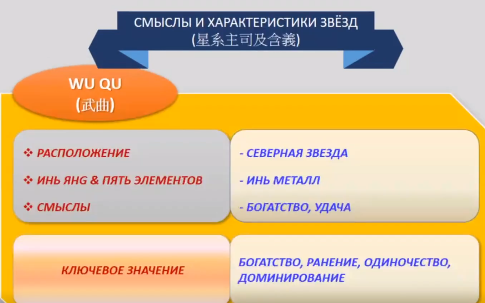 СМЫСЛЫ И ХАРАКТЕРИСТИКИ ЗВЁЗД
(星系主司及含義)
WU QU
(武曲)
❖ РАСПОЛОЖЕНИЕ
❖ ИНЬ ЯНG & ПЯТЬ ЭЛЕМЕНТОВ
❖ СМЫСЛЫ
- СЕВЕРНАЯ ЗВЕЗДА
- ИНЬ МЕТАЛЛ
- БОГАТСТВО, УДАЧА
КЛЮЧЕВОЕ ЗНАЧЕНИЕ
БОГАТСТВО, РАНЕНИЕ, ОДИНОЧЕСТВО,
ДОМИНИРОВАНИЕ